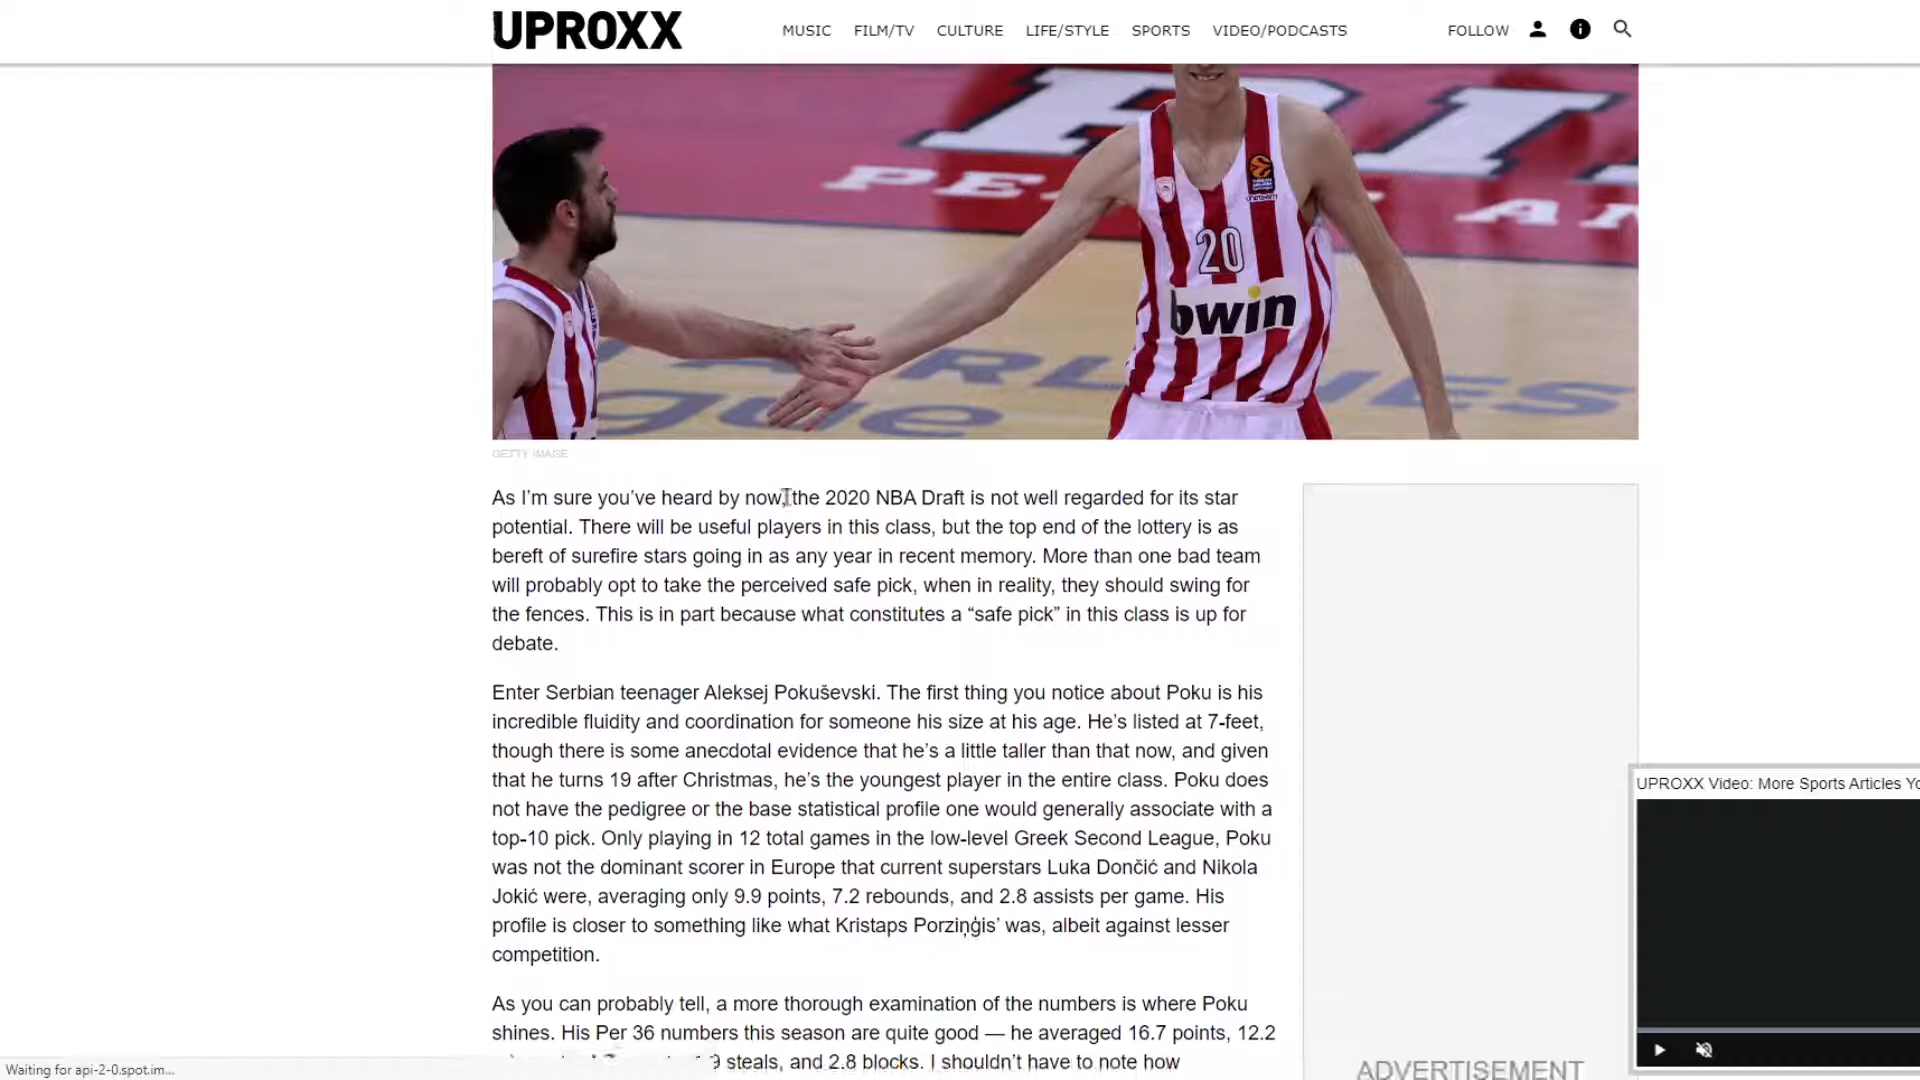 UPROXX
MUSIC FILM/TV CULTURE LIFE/STYLE SPORTS VIDEO/PODCASTS FOLLOW
20
bwin
GETTY IMAGE
As I’m sure you’ve heard by now, the 2020 NBA Draft is not well regarded for its star
potential. There will be useful players in this class, but the top end of the lottery is as
bereft of surefire stars going in as any year in recent memory. More than one bad team
will probably opt to take the perceived safe pick, when in reality, they should swing for
the fences. This is in part because what constitutes a “safe pick” in this class is up for
debate.
Enter Serbian teenager Aleksej Pokuševski. The first thing you notice about Poku is his
incredible fluidity and coordination for someone his size at his age. He’s listed at 7-feet,
though there is some anecdotal evidence that he’s a little taller than that now, and given
that he turns 19 after Christmas, he’s the youngest player in the entire class. Poku does
not have the pedigree or the base statistical profile one would generally associate with a
top-10 pick. Only playing in 12 total games in the low-level Greek Second League, Poku
was not the dominant scorer in Europe that current superstars Luka Dončić and Nikola
Jokić were, averaging only 9.9 points, 7.2 rebounds, and 2.8 assists per game. His
profile is closer to something like what Kristaps Porziņģis’ was, albeit against lesser
competition.
As you can probably tell, a more thorough examination of the numbers is where Poku
shines. His Per 36 numbers this season are quite good — he averaged 16.7 points, 12.2
9 steals, and 2.8 blocks. I shouldn’t have to note how
UPROXX Video: More Sports Articles Yo
ADVERTISEMENT
Waiting for api-2-0.spot.im...